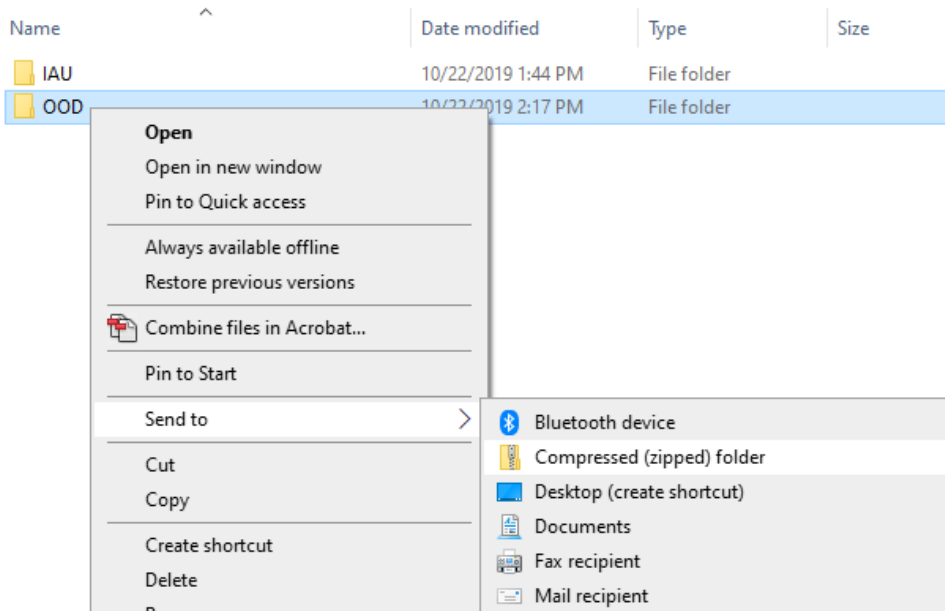 Name Date modified Type Size
IAU 10/22/2019 1:44 PM File folder
OOD 10/22/2019 2:17 PM File folder
Open
Open in new window
Pin to Quick access
Always available offline
Restore previous versions
Combine files in Acrobat...
Pin to Start
Send to
Cut
Copy
Create shortcut
Delete
Bluetooth device
Compressed (zipped) folder
Desktop (create shortcut)
Documents
Fax recipient
Mail recipient